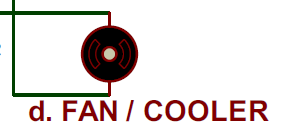 d. FAN / COOLER